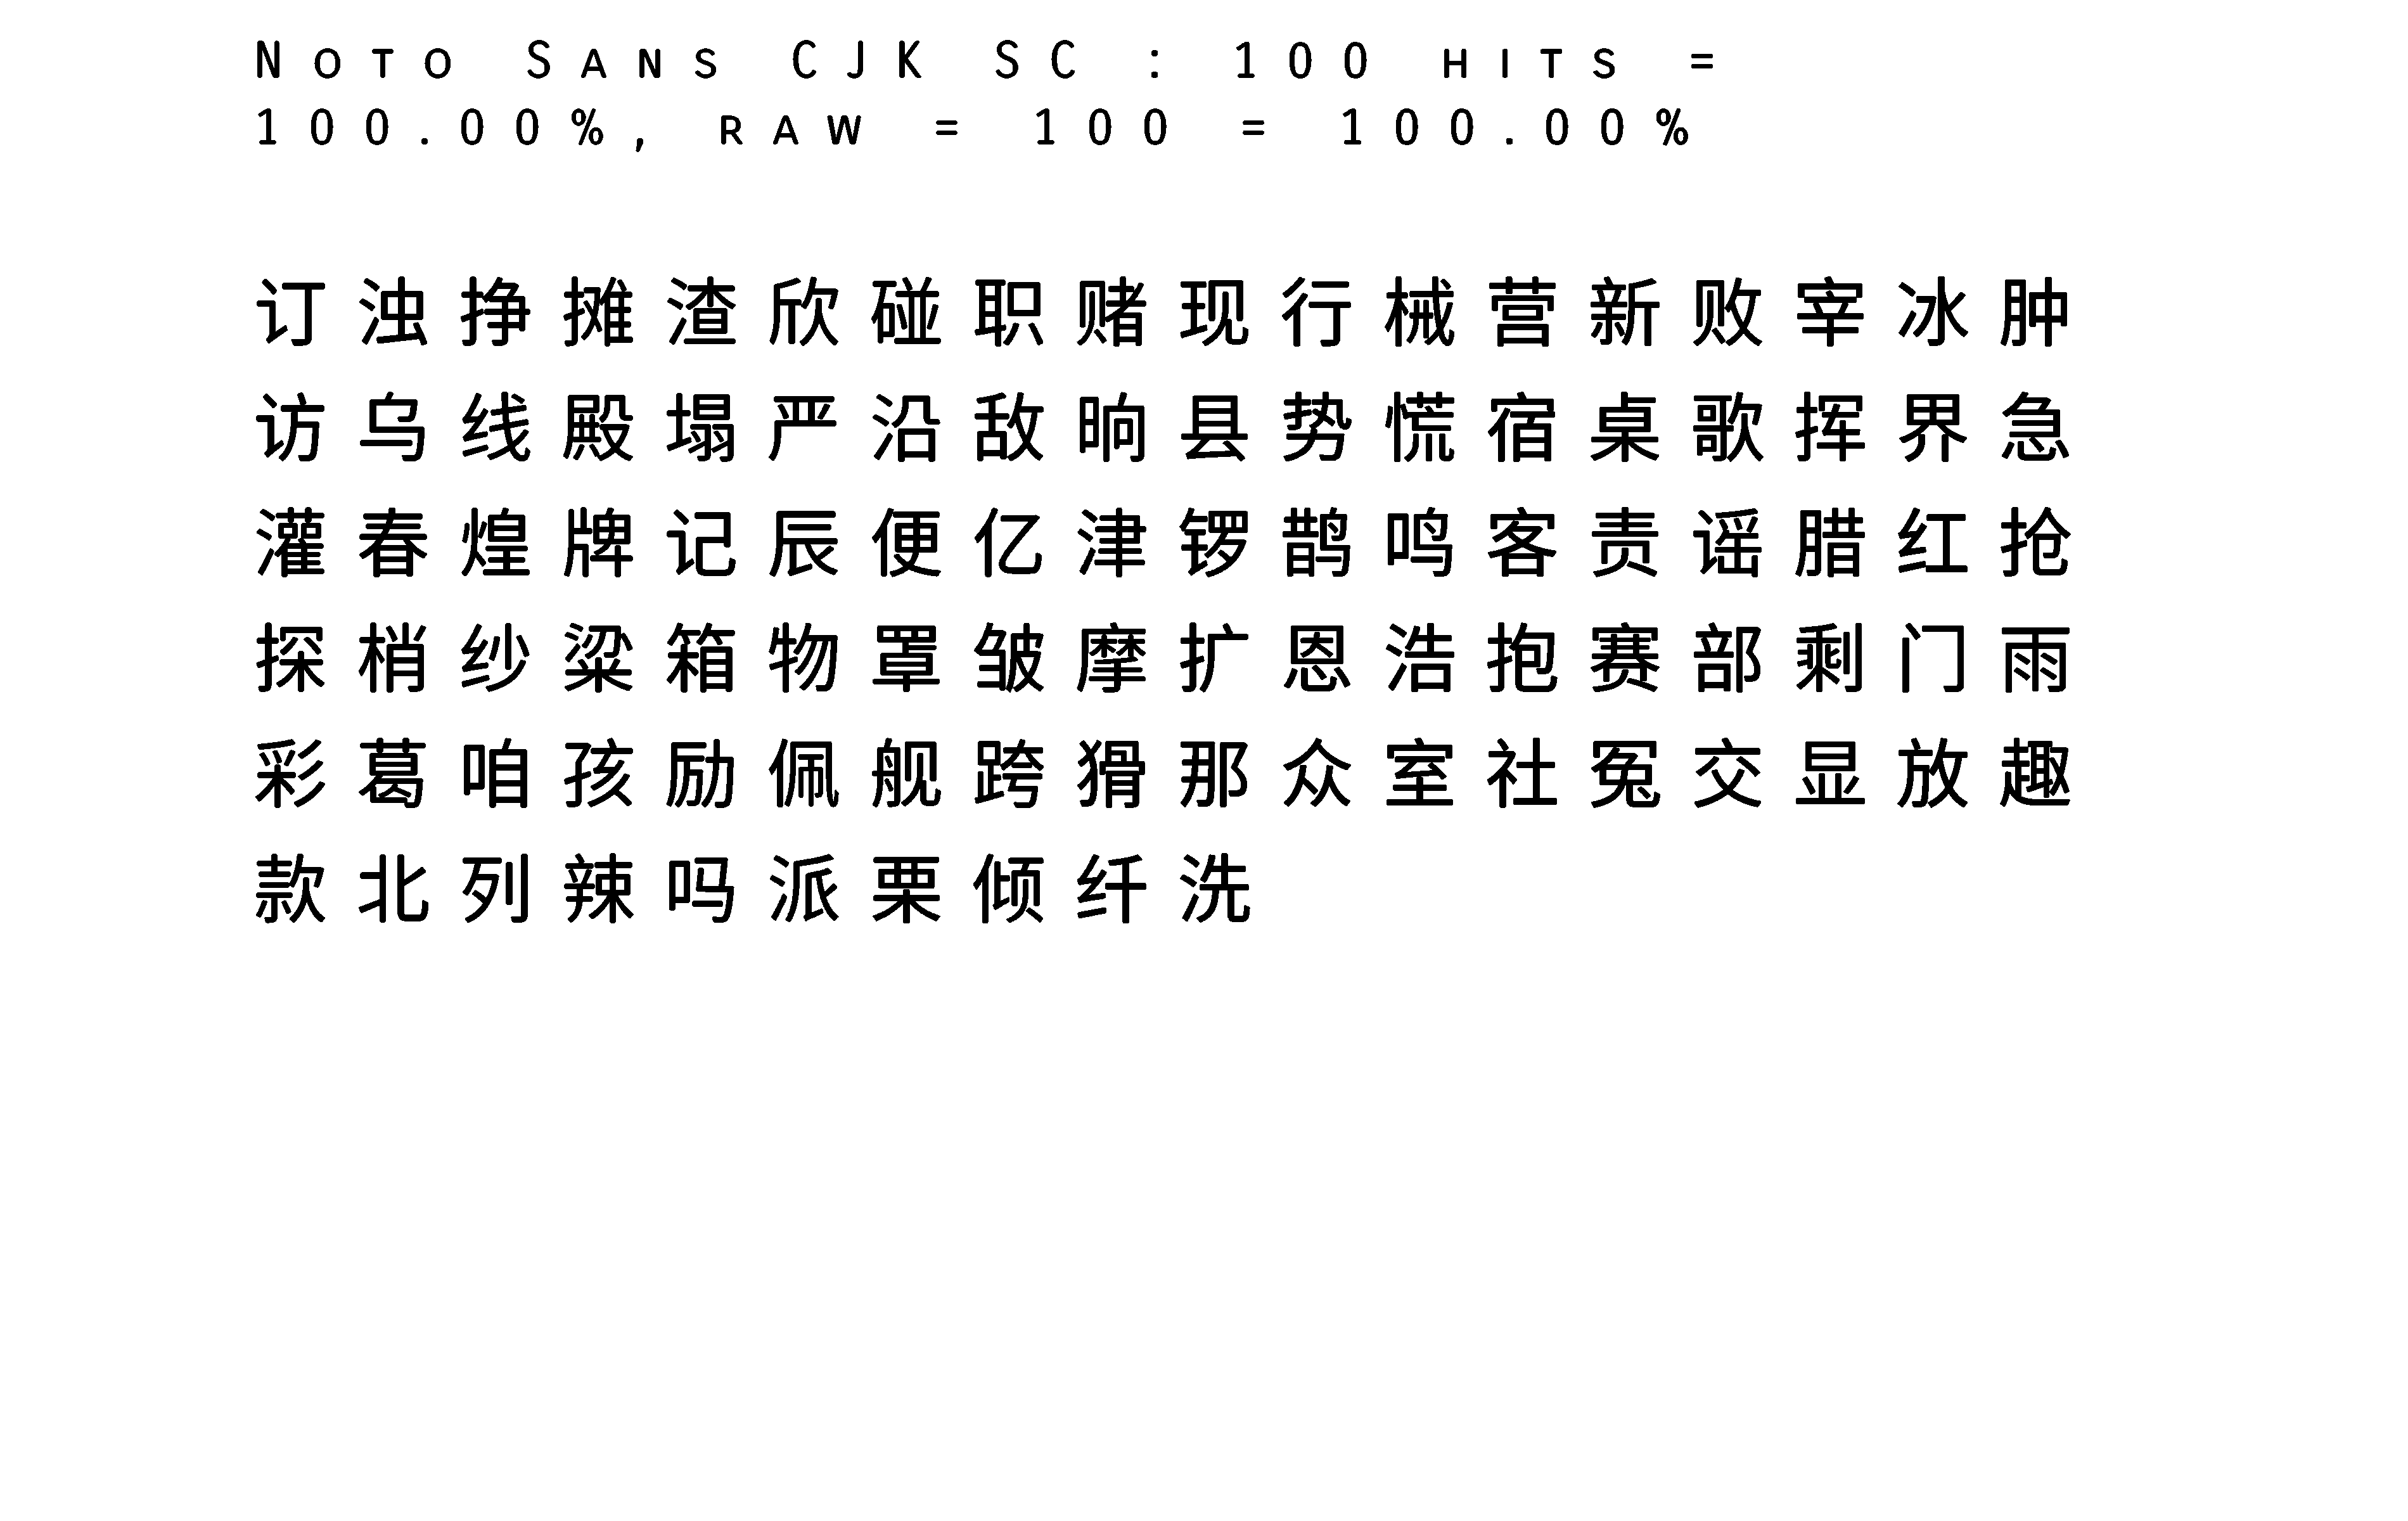 Noto Sans CJK SC : 100 hits =
100.00%, raw = 100 = 100.00%
订浊挣摊渣欣碰职赌现行械营新败宰冰肿
访乌线殿塌严沿敌晌县势慌宿桌歌挥界急
灌春煌牌记辰便亿津锣鹊鸣客责谣腊红抢
探梢纱粱箱物罩皱摩扩恩浩抱赛部剩门雨
彩葛咱孩励佩舰跨猾那众室社冤交显放趣
款北列辣吗派栗倾纤洗